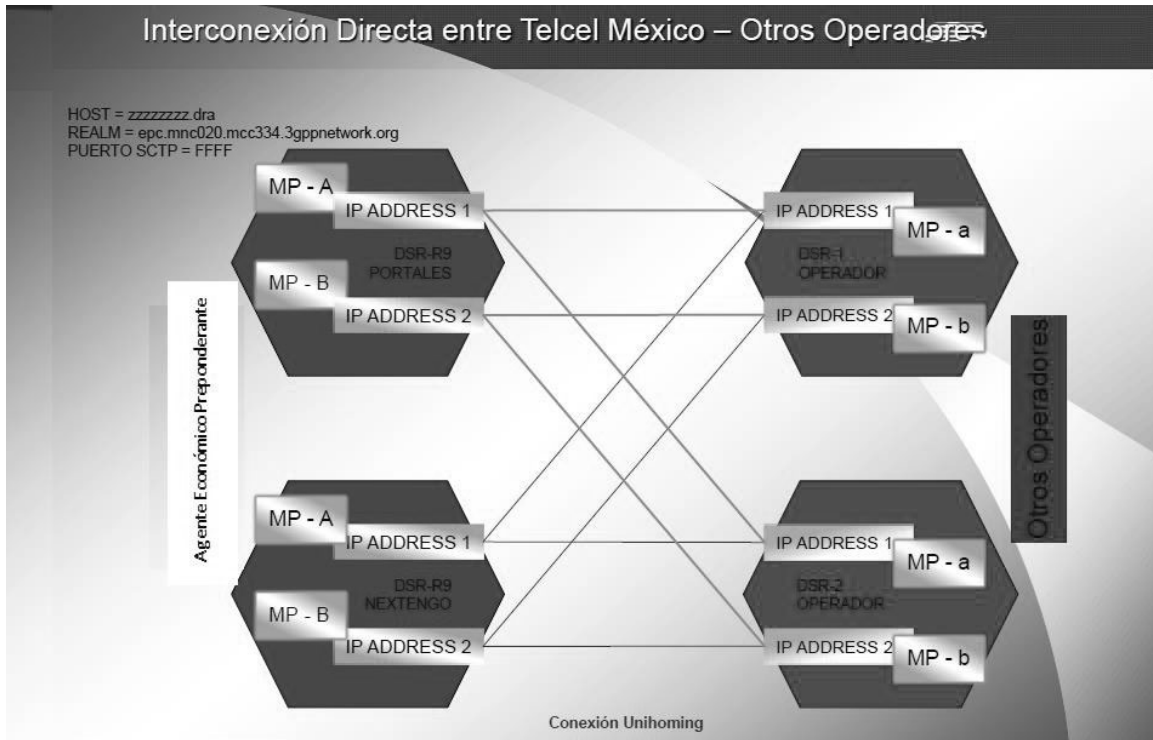 Interconexión Directa entre Telcel México – Otros Operadores
HOST = zzzzzzzz.dra
REALM = epc.mnc020.mcc334.3gppnetwork.org
PUERTO SCTP = FFFF
MP - A
IP ADDRESS 1
DSR-R9
PORTALES
MP - B
IP ADDRESS 2
IP ADDRESS 1
MP - a
DSR-1
OPERADOR
IP ADDRESS 2
MP - b
Agente Económico Preponderante
Otros Operadores
MP - A
IP ADDRESS 1
DSR-R9
NEXTENGO
MP - B
IP ADDRESS 2
IP ADDRESS 1
MP - a
DSR-2
OPERADOR
IP ADDRESS 2
MP - b
Conexión Unihoming